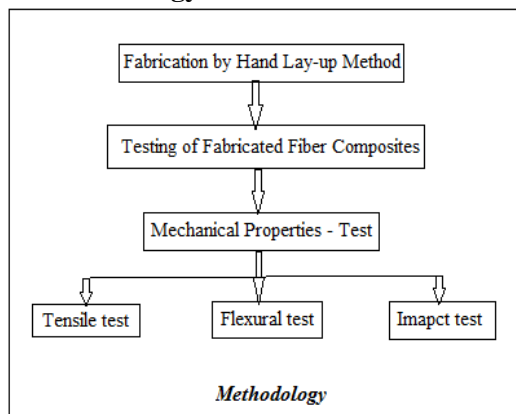 Fabrication by Hand Lay-up Method
Testing of Fabricated Fiber Composites
Mechanical Properties - Test
Tensile test
Flexural test
Imapct test
Methodology